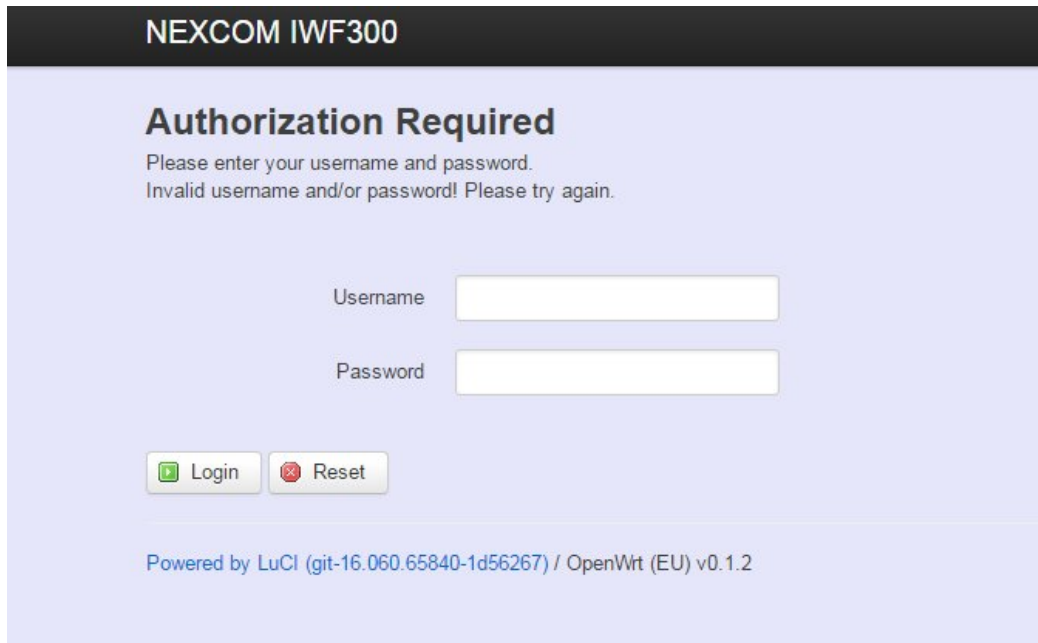 NEXCOM IWF300
Authorization Required
Please enter your username and password.
Invalid username and/or password! Please try again.
Username
Password
Login Reset
Powered by LuCI (git-16.060.65840-1d56267) / OpenWrt (EU) v0.1.2